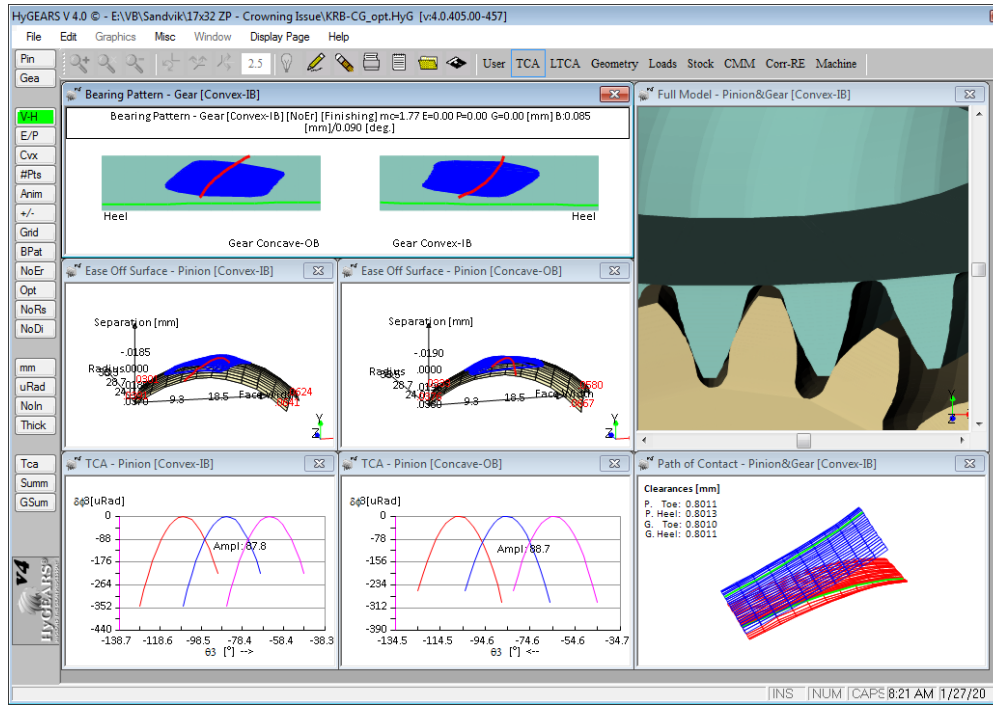 HyGEARS V 4.0 © - E:\VB\Sandvik\17x32 ZP - Crowning Issue\KRB-CG_opt.HyG [v:4.0.405.00-457]
File Edit Graphics Misc Window Display Page Help
2.5 User TCA LTCA Geometry Loads Stock CMM Corr-RE Machine
Pin
Gea
V-H
E/P
Cvx
#Pts
Anim
+/-
Grid
BPat
NoEr
Opt
NoRs
NoDi
mm
uRad
NoIn
Thick
Tca
Summ
GSum
HyGEARS
V4
Bearing Pattern - Gear [Convex-IB]
Bearing Pattern - Gear [Convex-IB] [NoEr] [Finishing] mc=1.77 E=0.00 P=0.00 G=0.00 [mm] B:0.085
[mm]/0.090 [deg.]
Heel Heel
Gear Concave-OB Gear Convex-IB
Full Model - Pinion&Gear [Convex-IB]
Y
Z
Ease Off Surface - Pinion [Convex-IB]
Separation [mm]
-.0185
.0000
Radius
28.7
9.3 18.5 Face Width
.0370
Y
Z
Ease Off Surface - Pinion [Concave-OB]
Separation [mm]
-.0190
.0000
28.7
9.3 18.5 Face Width
Y
Z
TCA - Pinion [Convex-IB]
δϕ3[uRad]
0
-88
-176
-264
-352
-440
Ampl: 87.8
-138.7 -118.6 -98.5 -78.4 -58.4 -38.3
θ3 [°] -->
TCA - Pinion [Concave-OB]
δϕ3[uRad]
0
-78
-156
-234
-312
-390
Ampl: 88.7
-134.5 -114.5 -94.6 -74.6 -54.6 -34.7
θ3 [°] <--
Path of Contact - Pinion&Gear [Convex-IB]
Clearances [mm]
P. Toe: 0.8011
P. Heel: 0.8013
G. Toe: 0.8010
G. Heel: 0.8011
INS NUM CAPS 8:21 AM 1/27/20